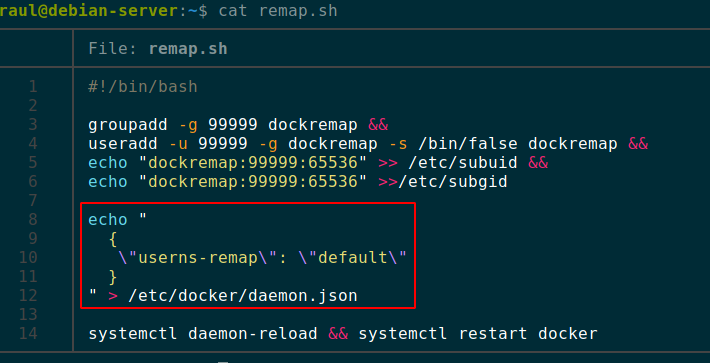 raul@debian-server:~$ cat remap.sh
File: remap.sh
1 #!/bin/bash
2
3 groupadd -g 99999 dockremap &&
4 useradd -u 99999 -g dockremap -s /bin/false dockremap &&
5 echo "dockremap:99999:65536" >> /etc/subuid &&
6 echo "dockremap:99999:65536" >>/etc/subgid
7
8 echo "
9 {
10 \"userns-remap\": \"default\"
11 }
12 " > /etc/docker/daemon.json
13
14 systemctl daemon-reload && systemctl restart docker